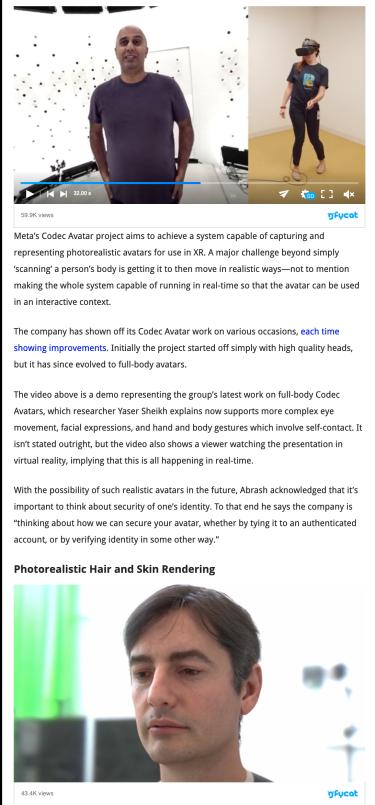 32.00 s
SD
59.9K views
gfycat
Meta's Codec Avatar project aims to achieve a system capable of capturing and
representing photorealistic avatars for use in XR. A major challenge beyond simply
'scanning' a person's body is getting it to then move in realistic ways—not to mention
making the whole system capable of running in real-time so that the avatar can be used
in an interactive context.
The company has shown off its Codec Avatar work on various occasions, each time
showing improvements. Initially the project started off simply with high quality heads,
but it has since evolved to full-body avatars.
The video above is a demo representing the group's latest work on full-body Codec
Avatars, which researcher Yaser Sheikh explains now supports more complex eye
movement, facial expressions, and hand and body gestures which involve self-contact. It
isn't stated outright, but the video also shows a viewer watching the presentation in
virtual reality, implying that this is all happening in real-time.
With the possibility of such realistic avatars in the future, Abrash acknowledged that it's
important to think about security of one's identity. To that end he says the company is
“thinking about how we can secure your avatar, whether by tying it to an authenticated
account, or by verifying identity in some other way.”
Photorealistic Hair and Skin Rendering
43.4K views
gfycat